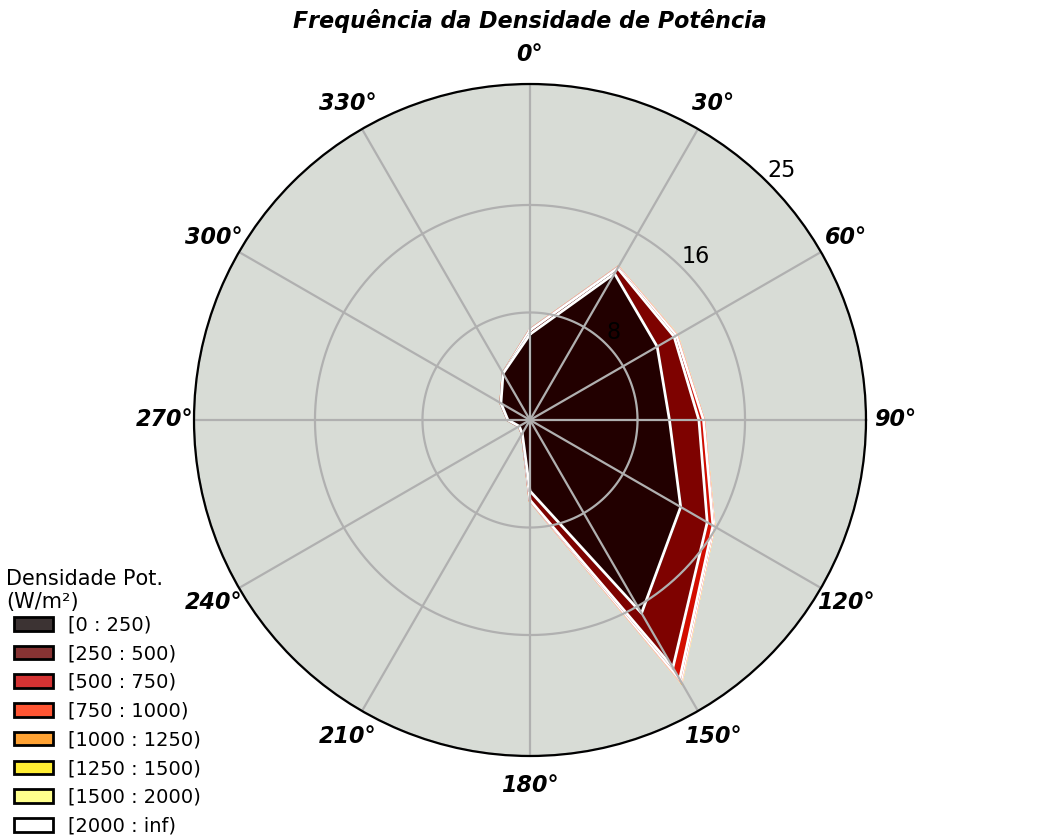 Frequência da Densidade de Potência
0°
330°
30°
25
300°
60°
16
8
270°
90°
240°
120°
210°
150°
180°
Densidade Pot.
(W/m²)
[0 : 250)
[250 : 500)
[500 : 750)
[750 : 1000)
[1000 : 1250)
[1250 : 1500)
[1500 : 2000)
[2000 : inf)